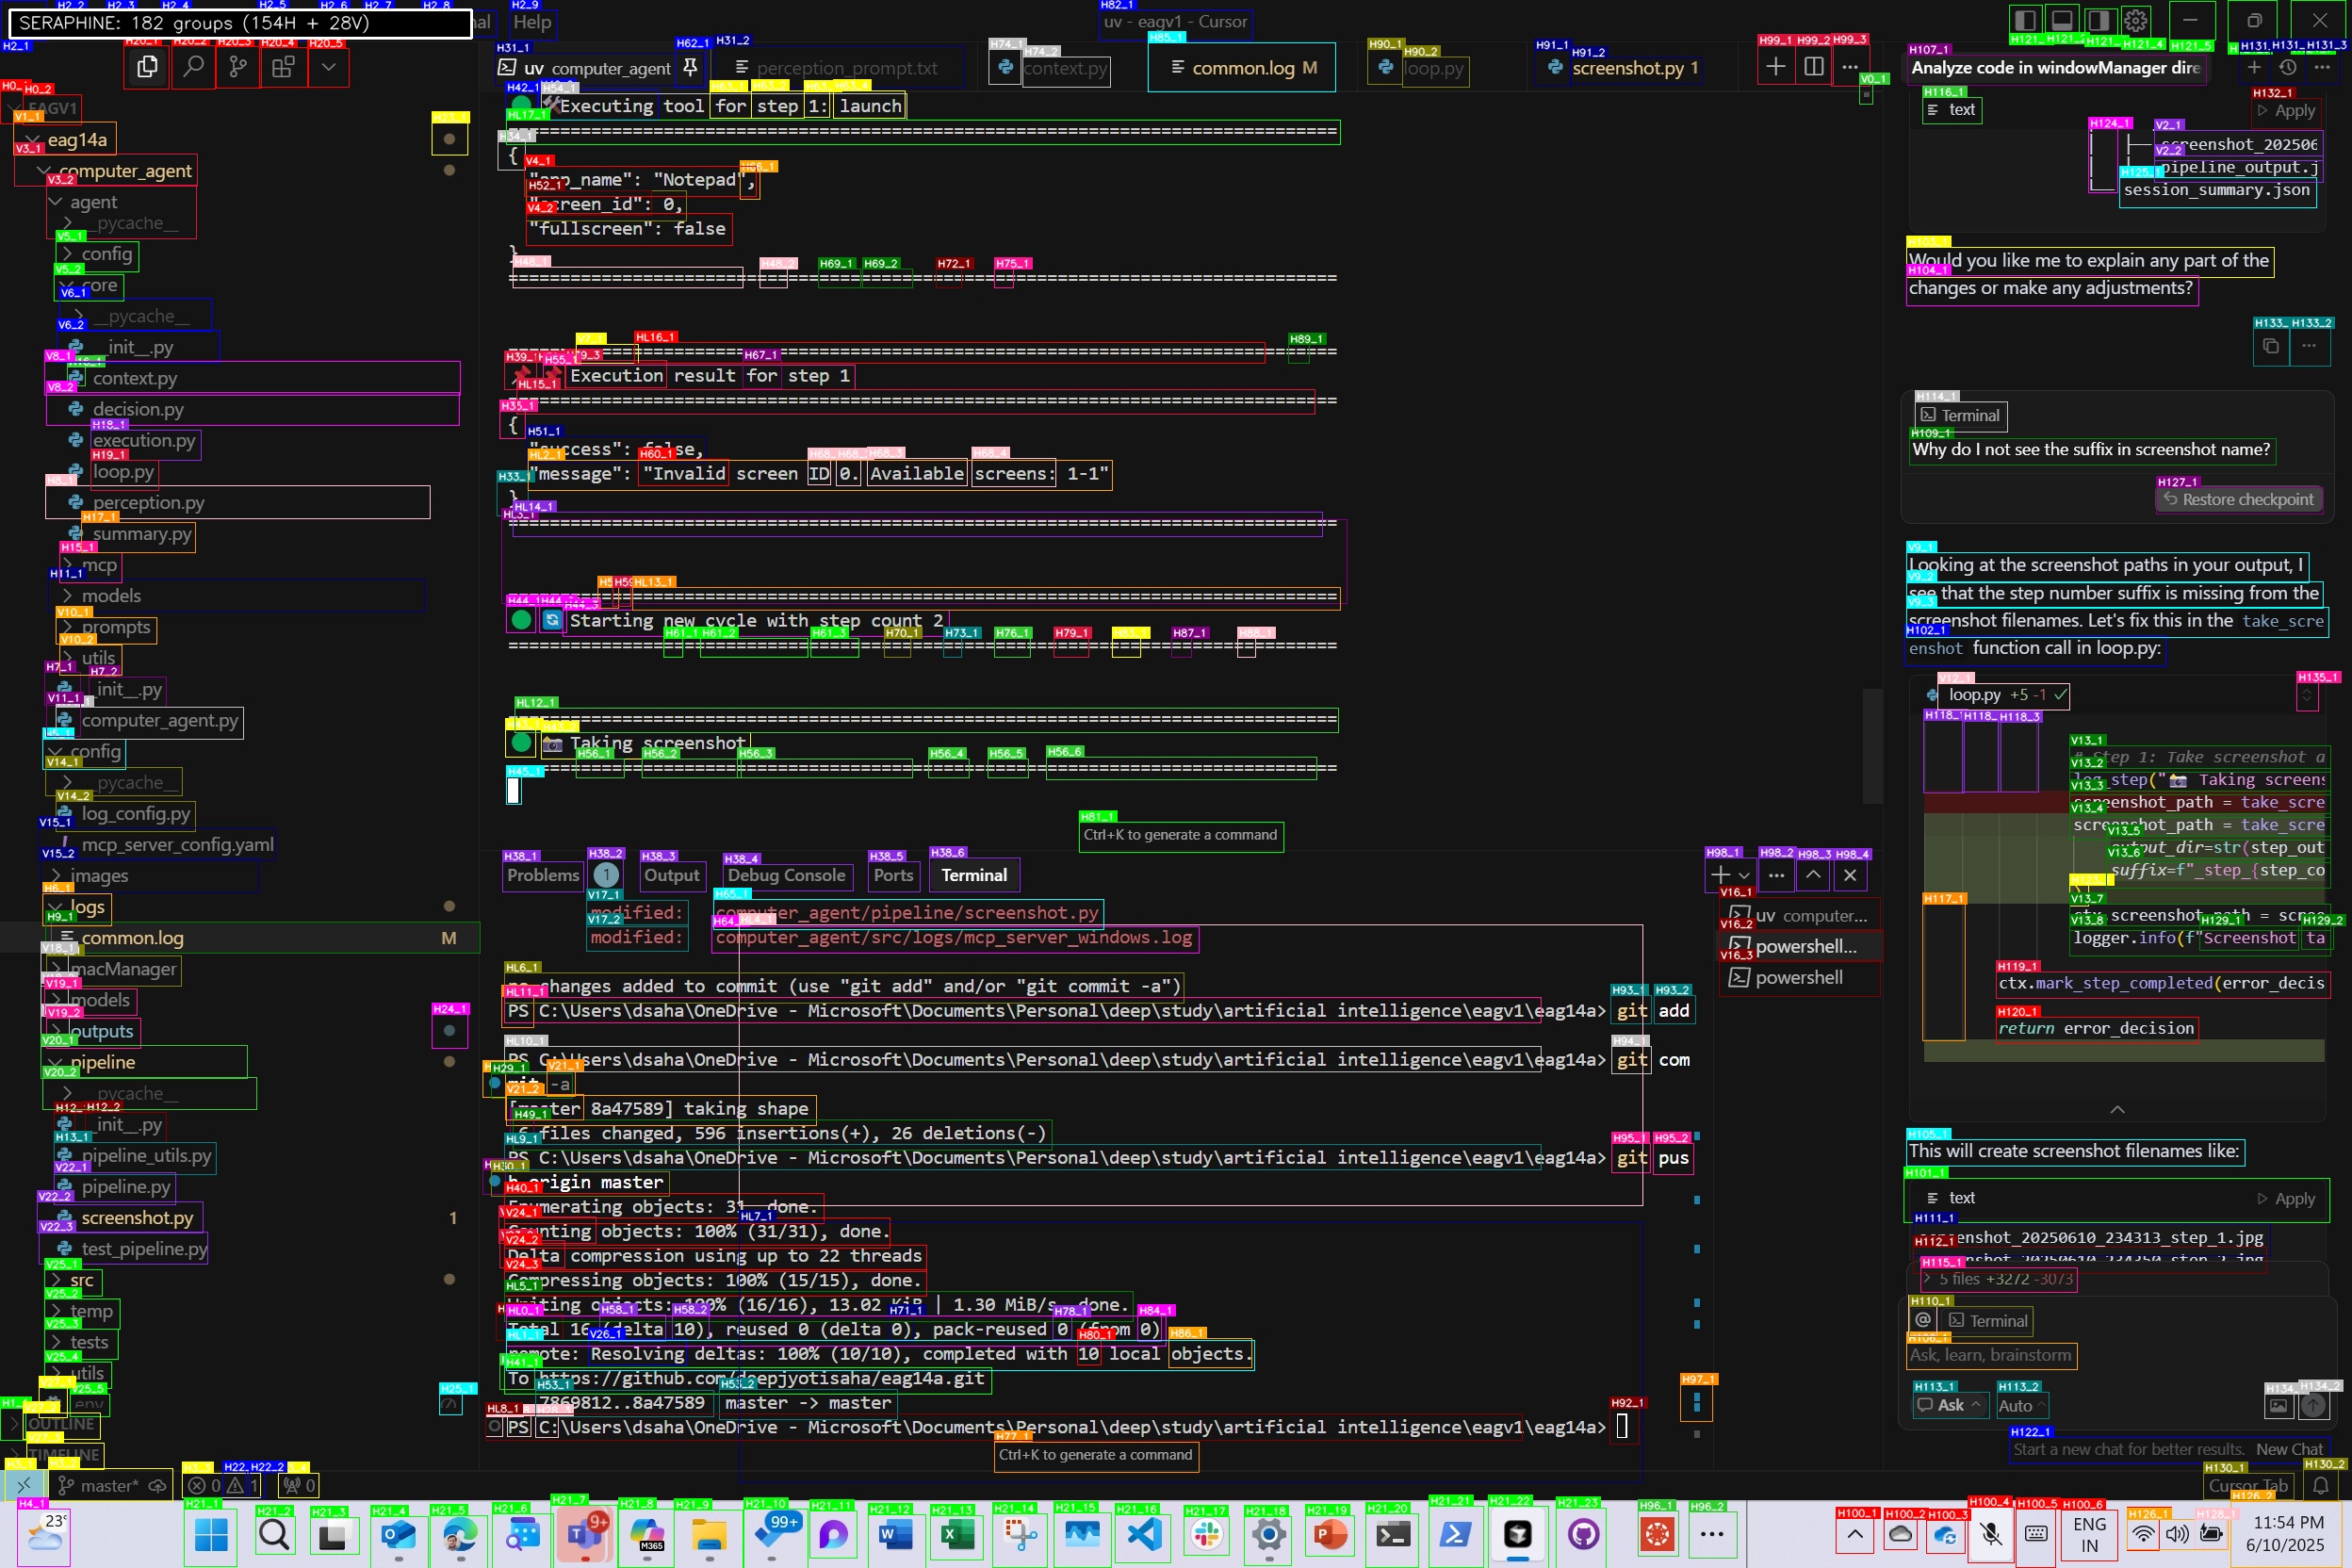 SERAPHINE: 182 groups (154H + 28V)
Help
uv - eagv1 - Cursor
uv computer_agent
perception_prompt.txt
context.py
common.log M
loop.py
screenshot.py 1
EAGV1
eag14a
computer_agent
agent
__pycache__
config
core
__pycache__
__init__.py
context.py
decision.py
execution.py
loop.py
perception.py
summary.py
mcp
models
prompts
utils
__init__.py
computer_agent.py
config
__pycache__
log_config.py
mcp_server_config.yaml
images
logs
common.log M
macManager
models
outputs
pipeline
__pycache__
__init__.py
pipeline_utils.py
pipeline.py
screenshot.py 1
test_pipeline.py
src
temp
tests
utils
env
OUTLINE
TIMELINE
Executing tool for step 1: launch
{
"app_name": "Notepad",
"screen_id": 0,
"fullscreen": false
}
Execution result for step 1
{
"success": false,
"message": "Invalid screen ID 0. Available screens: 1-1"
}
Starting new cycle with step count 2
Taking screenshot
Ctrl+K to generate a command
Problems 1 Output Debug Console Ports Terminal
modified: computer_agent/pipeline/screenshot.py
modified: computer_agent/src/logs/mcp_server_windows.log
no changes added to commit (use "git add" and/or "git commit -a")
PS C:\Users\dsaha\OneDrive - Microsoft\Documents\Personal\deep\study\artificial intelligence\eagv1\eag14a> git add
PS C:\Users\dsaha\OneDrive - Microsoft\Documents\Personal\deep\study\artificial intelligence\eagv1\eag14a> git com
mit -a
[master 8a47589] taking shape
6 files changed, 596 insertions(+), 26 deletions(-)
PS C:\Users\dsaha\OneDrive - Microsoft\Documents\Personal\deep\study\artificial intelligence\eagv1\eag14a> git pus
h origin master
Enumerating objects: 31, done.
Counting objects: 100% (31/31), done.
Delta compression using up to 22 threads
Compressing objects: 100% (15/15), done.
Writing objects: 100% (16/16), 13.02 KiB | 1.30 MiB/s, done.
Total 16 (delta 10), reused 0 (delta 0), pack-reused 0 (from 0)
remote: Resolving deltas: 100% (10/10), completed with 10 local objects.
To https://github.com/deepjyotisaha/eag14a.git
7869812..8a47589 master -> master
PS C:\Users\dsaha\OneDrive - Microsoft\Documents\Personal\deep\study\artificial intelligence\eagv1\eag14a>
Ctrl+K to generate a command
uv computer...
powershell...
powershell
Analyze code in windowManager dire
text
Apply
screenshot_202506
pipeline_output.j
session_summary.json
Would you like me to explain any part of the
changes or make any adjustments?
Terminal
Why do I not see the suffix in screenshot name?
Restore checkpoint
Looking at the screenshot paths in your output, I
see that the step number suffix is missing from the
screenshot filenames. Let's fix this in the take_scre
enshot function call in loop.py:
loop.py +5 -1
# Step 1: Take screenshot a
log_step("📷 Taking screens
screenshot_path = take_scre
screenshot_path = take_scre
output_dir=str(step_out
suffix=f"_step_{step_co
)
ctx.screenshot_path = scree
logger.info(f"Screenshot ta
ctx.mark_step_completed(error_decis
return error_decision
This will create screenshot filenames like:
text
Apply
screenshot_20250610_234313_step_1.jpg
screenshot_20250610_234350_step_2.jpg
5 files +3272 -3073
@ Terminal
Ask, learn, brainstorm
Ask Auto
Start a new chat for better results. New Chat
master* 0 1 0
Cursor Tab
23°
9+
M365
99+
ENG
IN
11:54 PM
6/10/2025